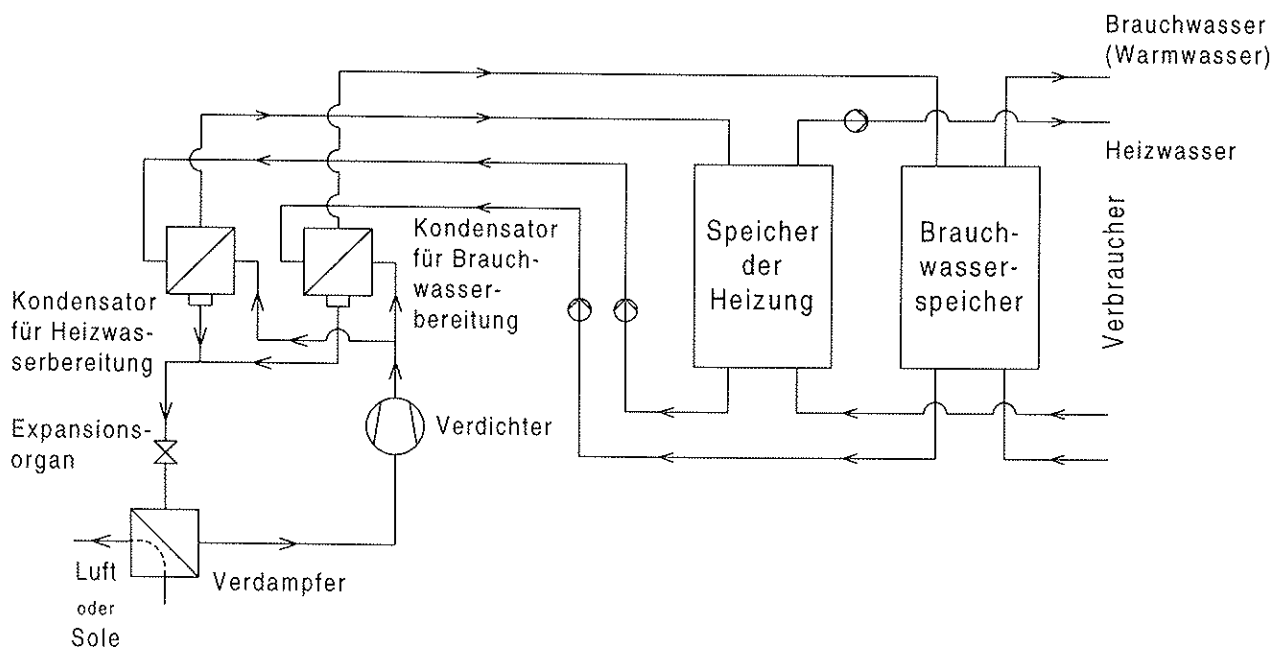 Brauchwasser
(Warmwasser)
Heizwasser
Kondensator
für Brauch-
wasser-
bereitung
Speicher
der
Heizung
Brauch-
wasser-
speicher
Verbraucher
Kondensator
für Heizwas-
serbereitung
Expansions-
organ
Verdichter
Luft
oder
Sole
Verdampfer